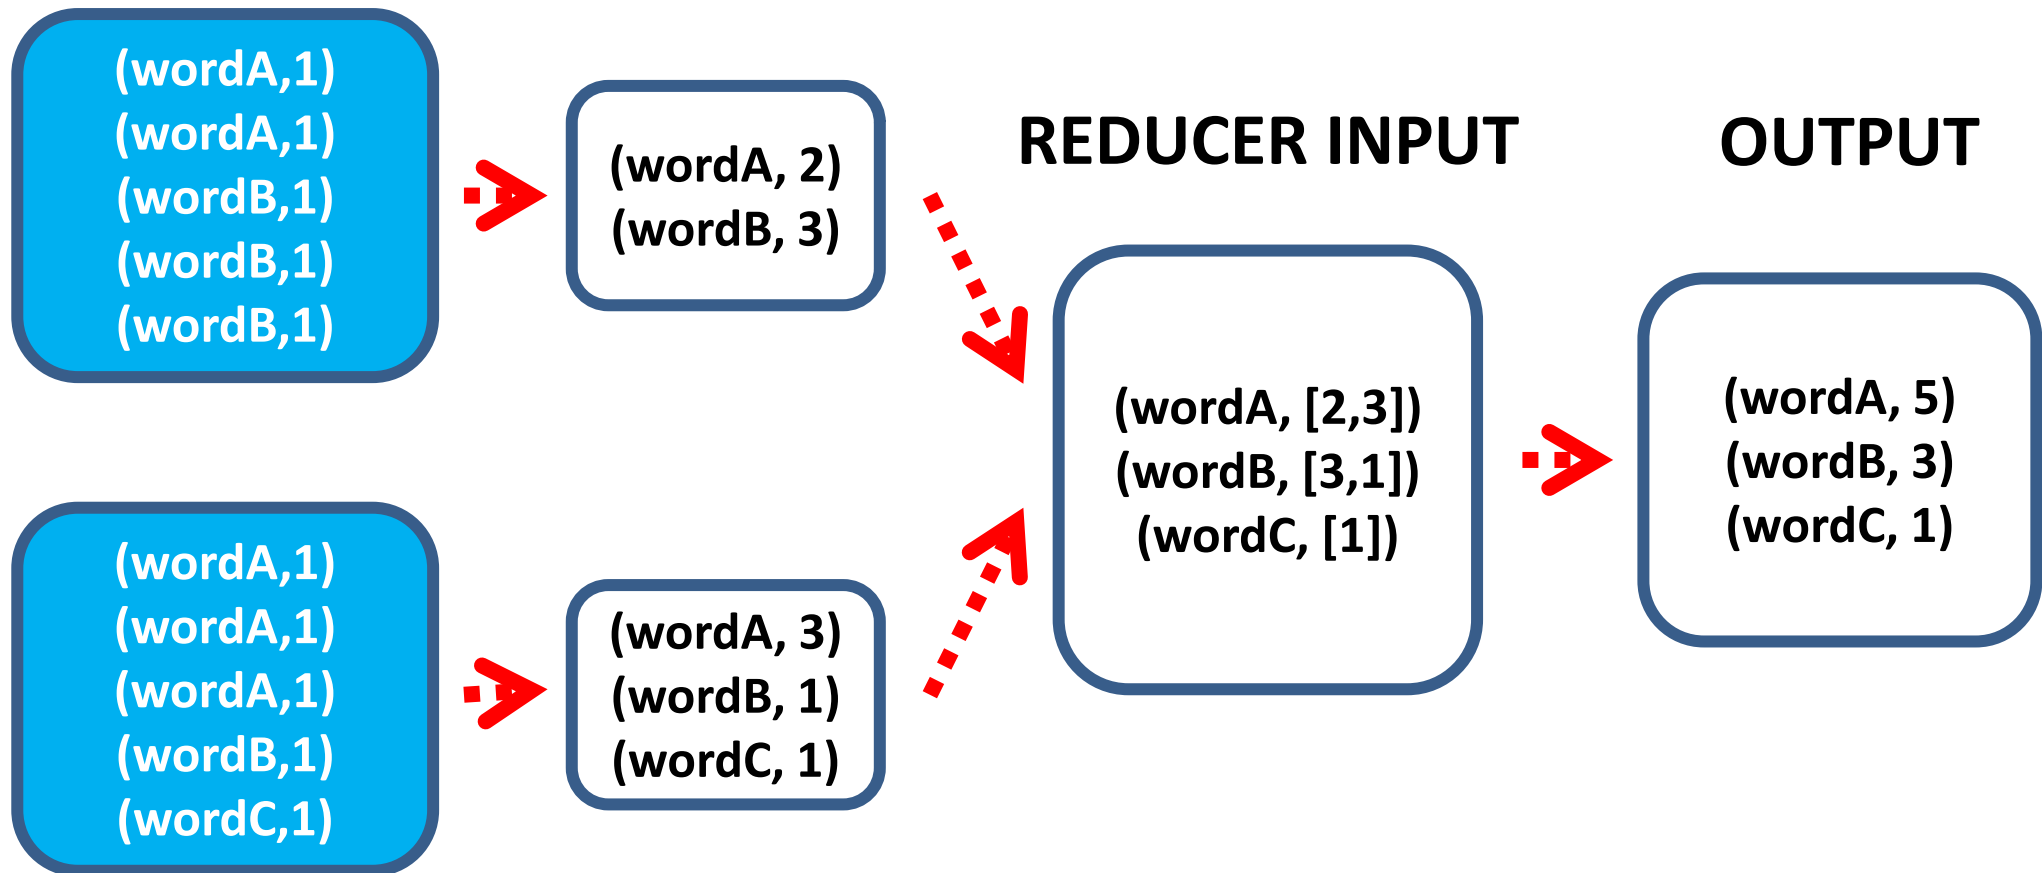 (wordA,1)
(wordA,1)
(wordB,1)
(wordB,1)
(wordB,1)
(wordA, 2)
(wordB, 3)
(wordA,1)
(wordA,1)
(wordA,1)
(wordB,1)
(wordC,1)
(wordA, 3)
(wordB, 1)
(wordC, 1)
REDUCER INPUT
(wordA, [2,3])
(wordB, [3,1])
(wordC, [1])
OUTPUT
(wordA, 5)
(wordB, 3)
(wordC, 1)